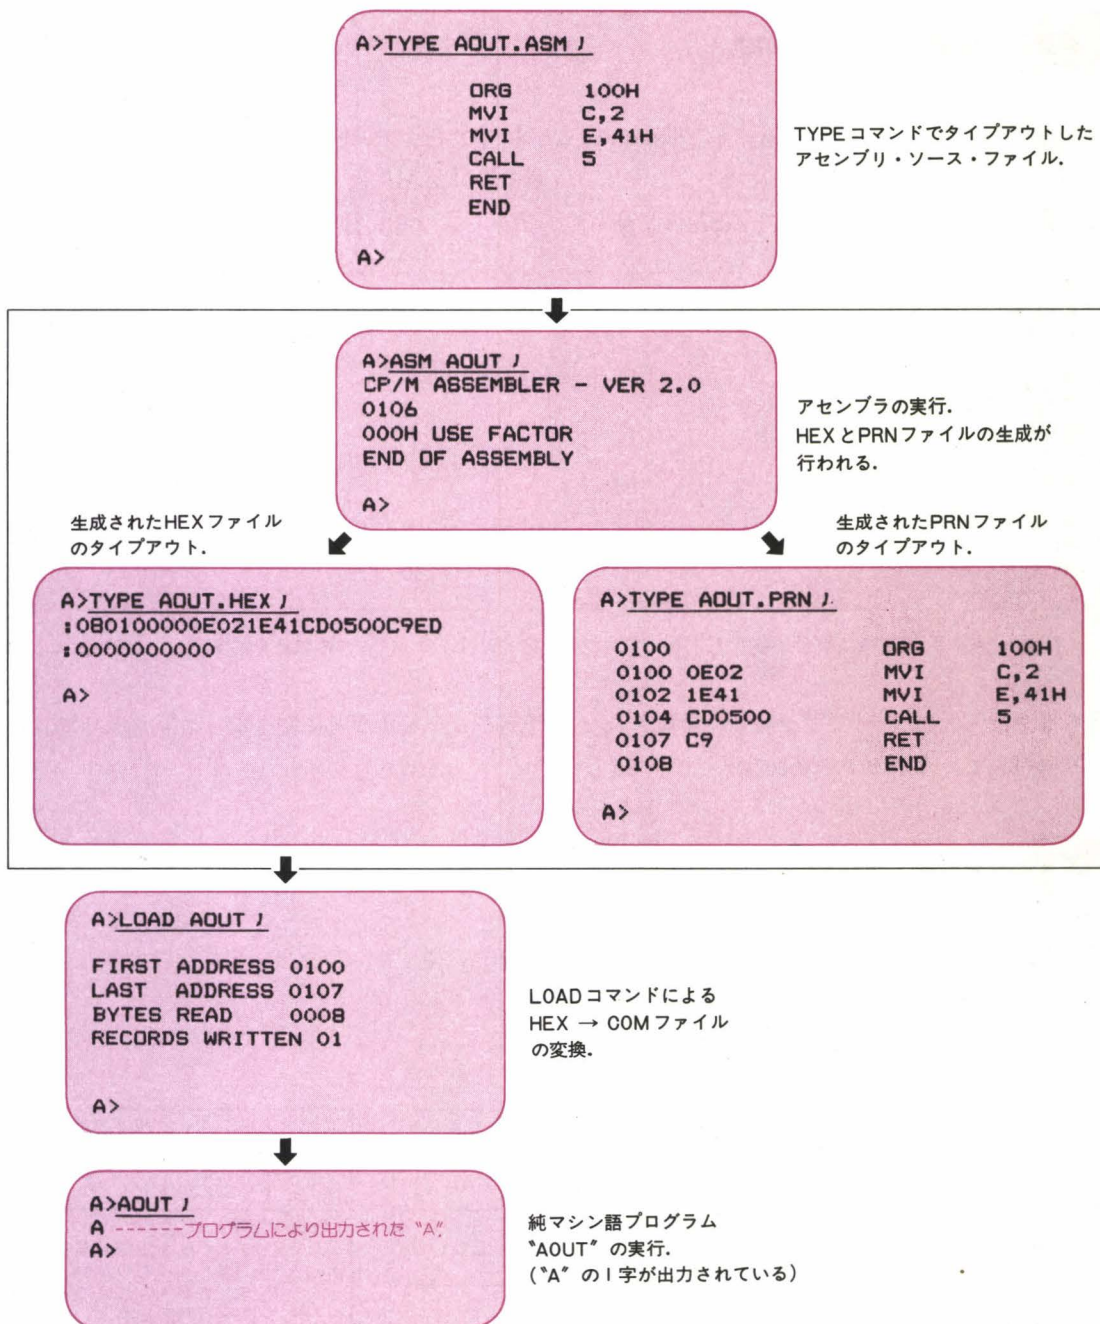 A>TYPE AOUT.ASM ﾉ
ORG 100H
MVI C,2
MVI E,41H
CALL 5
RET
END
A>
TYPEコマンドでタイプアウトした
アセンブリ・ソース・ファイル.
A>ASM AOUT ﾉ
CP/M ASSEMBLER - VER 2.0
0106
000H USE FACTOR
END OF ASSEMBLY
A>
アセンブラの実行.
HEXとPRNファイルの生成が
行われる.
生成されたHEXファイル
のタイプアウト.
生成されたPRNファイル
のタイプアウト.
A>TYPE AOUT.HEX ﾉ
:080100000E021E41CD0500C9ED
:0000000000
A>
A>TYPE AOUT.PRN ﾉ
0100 ORG 100H
0100 0E02 MVI C,2
0102 1E41 MVI E,41H
0104 CD0500 CALL 5
0107 C9 RET
0108 END
A>
A>LOAD AOUT ﾉ
FIRST ADDRESS 0100
LAST ADDRESS 0107
BYTES READ 0008
RECORDS WRITTEN 01
A>
LOADコマンドによる
HEX → COMファイル
の変換.
A>AOUT ﾉ
A ------プログラムにより出力された "A".
A>
純マシン語プログラム
"AOUT" の実行.
("A" の1字が出力されている)